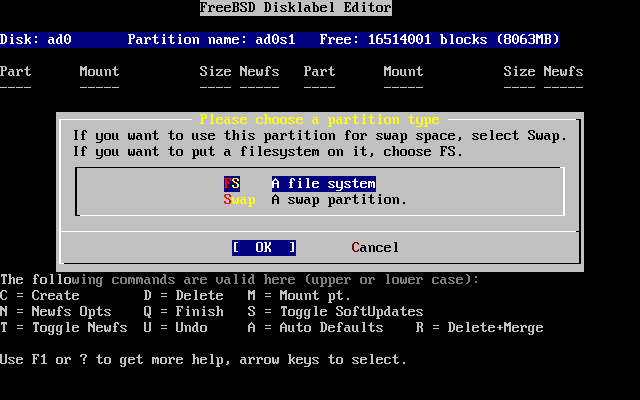 FreeBSD Disklabel Editor
Disk: ad0 Partition name: ad0s1 Free: 16514001 blocks (8063MB)
Part Mount Size Newfs Part Mount Size Newfs
---- ----- ---- ----- ---- ----- ---- -----
Please choose a partition type
If you want to use this partition for swap space, select Swap.
If you want to put a filesystem on it, choose FS.
FS A file system
Swap A swap partition.
[ OK ] Cancel
The following commands are valid here (upper or lower case):
C = Create D = Delete M = Mount pt.
N = Newfs Opts Q = Finish S = Toggle SoftUpdates
T = Toggle Newfs U = Undo A = Auto Defaults R = Delete+Merge
Use F1 or ? to get more help, arrow keys to select.